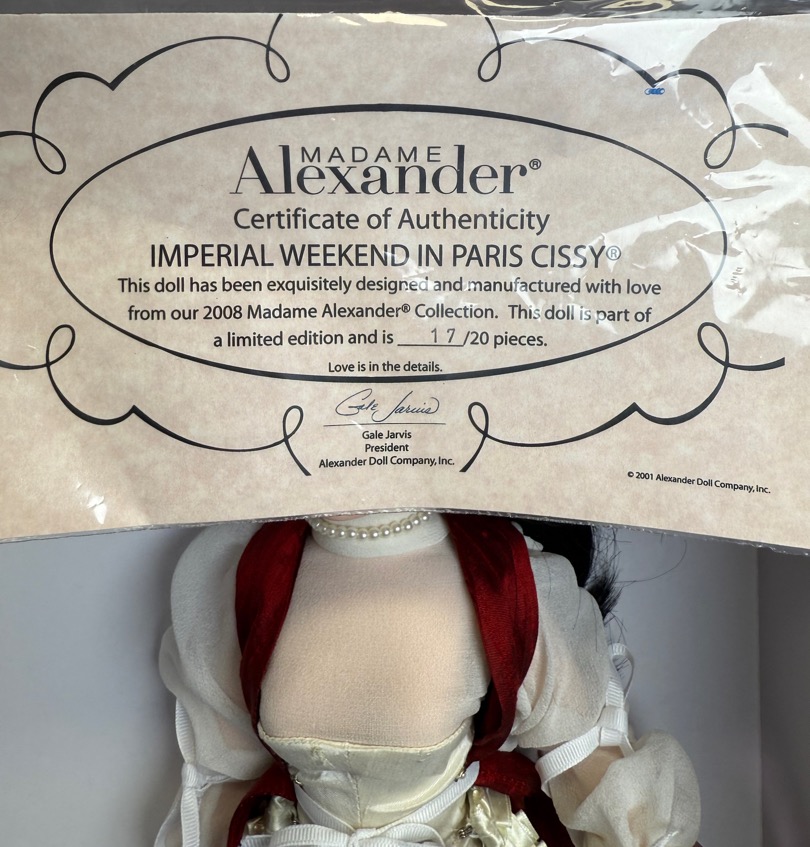 MADAME
Alexander®
Certificate of Authenticity
IMPERIAL WEEKEND IN PARIS CISSY®
This doll has been exquisitely designed and manufactured with love
from our 2008 Madame Alexander® Collection. This doll is part of
a limited edition and is 17/20 pieces.
Love is in the details.
Gale Jarvis
Gale Jarvis
President
Alexander Doll Company, Inc.
© 2001 Alexander Doll Company, Inc.